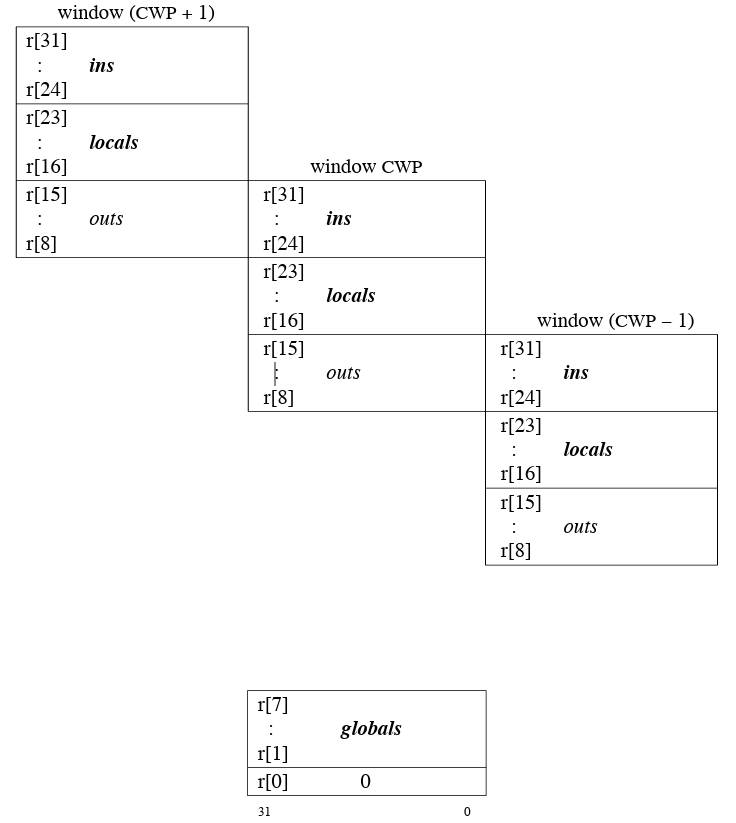 window (CWP + 1)
r[31]
: ins
r[24]
r[23]
: locals
r[16]
r[15]
: outs
r[8]
window CWP
r[31]
: ins
r[24]
r[23]
: locals
r[16]
r[15]
: outs
r[8]
window (CWP – 1)
r[31]
: ins
r[24]
r[23]
: locals
r[16]
r[15]
: outs
r[8]
r[7]
: globals
r[1]
r[0] 0
31 0